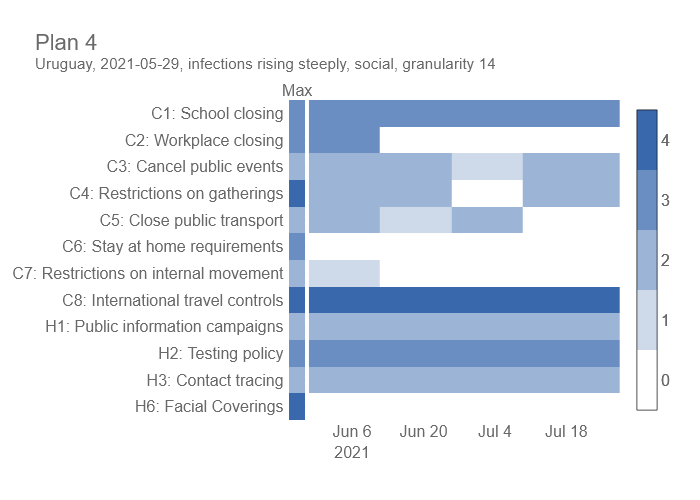 Plan 4
Uruguay, 2021-05-29, infections rising steeply, social, granularity 14
Max
C1: School closing
C2: Workplace closing
C3: Cancel public events
C4: Restrictions on gatherings
C5: Close public transport
C6: Stay at home requirements
C7: Restrictions on internal movement
C8: International travel controls
H1: Public information campaigns
H2: Testing policy
H3: Contact tracing
H6: Facial Coverings
4
3
2
1
0
Jun 6 Jun 20 Jul 4 Jul 18
2021